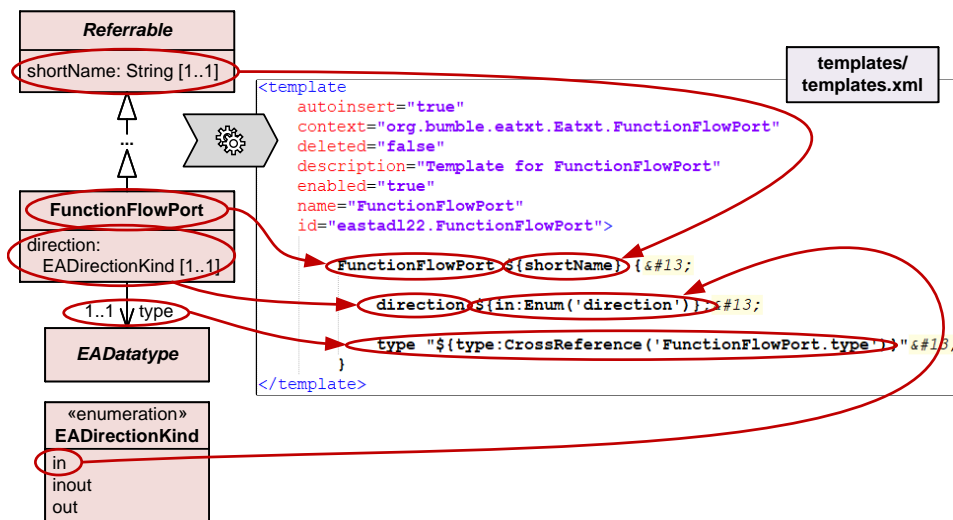 Referrable
shortName: String [1..1]
...
FunctionFlowPort
direction:
EADirectionKind [1..1]
1..1 type
EADatatype
«enumeration»
EADirectionKind
in
inout
out
templates/
templates.xml
<template
autoinsert="true"
context="org.bumble.eatxt.Eatxt.FunctionFlowPort"
deleted="false"
description="Template for FunctionFlowPort"
enabled="true"
name="FunctionFlowPort"
id="eastadl22.FunctionFlowPort">
FunctionFlowPort ${shortName} {&#13;
direction ${in:Enum('direction')};&#13;
type "${type:CrossReference('FunctionFlowPort.type')}"&#13;
}
</template>